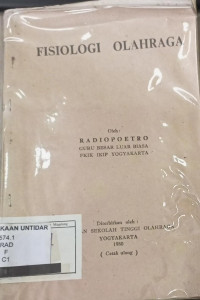 FISIOLOGI OLAHRAGA
Oleh:
RADIOPOETRO
GURU BESAR LUAR BIASA
FKIK IKIP YOGYAKARTA
Diterbitkan oleh :
SEKOLAH TINGGI OLAHRAGA
YOGYAKARTA
( Cetak ulang )
KAAN UNTIDAR
574.1
RAD
F
C1